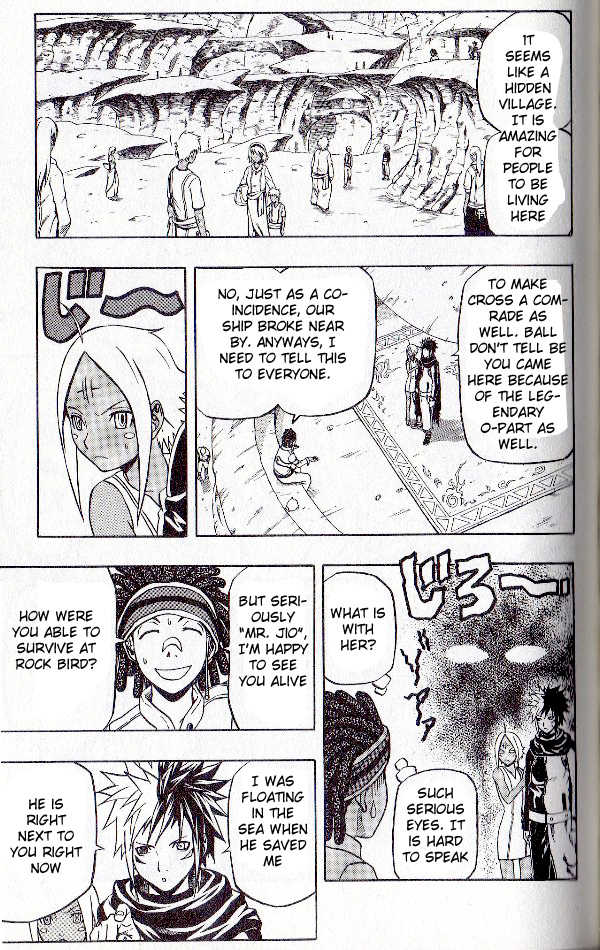 IT
SEEMS
LIKE A
HIDDEN
VILLAGE.
IT IS
AMAZING
FOR
PEOPLE
TO BE
LIVING
HERE
TO MAKE
CROSS A COM-
RADE AS
WELL. BALL
DON'T TELL BE
YOU CAME
HERE BECAUSE
OF THE LEG-
ENDARY
O-PART AS
WELL.
NO, JUST AS A CO-
INCIDENCE, OUR
SHIP BROKE NEAR
BY. ANYWAYS, I
NEED TO TELL THIS
TO EVERYONE.
じ〜
じろーー
ゾアッ
WHAT IS
WITH
HER?
SUCH
SERIOUS
EYES. IT
IS HARD
TO SPEAK
BUT SERI-
OUSLY
"MR. JIO",
I'M HAPPY
TO SEE
YOU ALIVE
HOW WERE
YOU ABLE TO
SURVIVE AT
ROCK BIRD?
I WAS
FLOATING
IN THE
SEA WHEN
HE SAVED
ME
HE IS
RIGHT
NEXT TO
YOU RIGHT
NOW